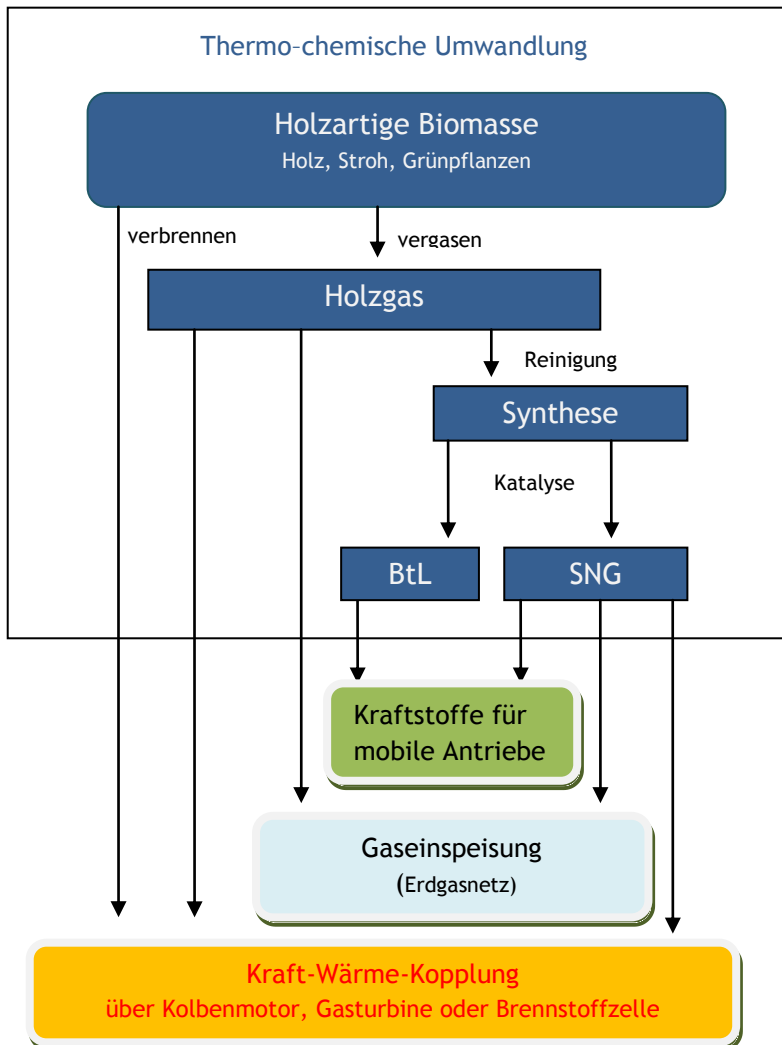 Thermo-chemische Umwandlung
Holzartige Biomasse
Holz, Stroh, Grünpflanzen
verbrennen
vergasen
Holzgas
Reinigung
Synthese
Katalyse
BtL
SNG
Kraftstoffe für
mobile Antriebe
Gaseinspeisung
(Erdgasnetz)
Kraft-Wärme-Kopplung
über Kolbenmotor, Gasturbine oder Brennstoffzelle